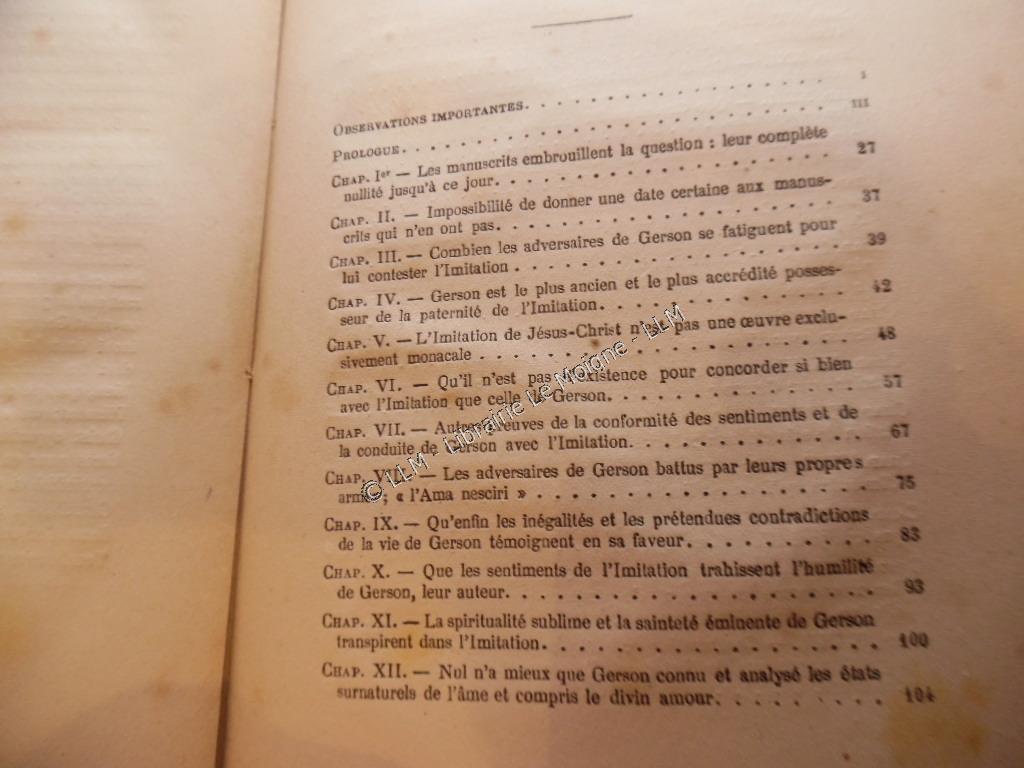 OBSERVATIONS IMPORTANTES. . . . . . . . . . . . . . . . I
PROLOGUE. . . . . . . . . . . . . . . . . . . . . . III
CHAP. Ier — Les manuscrits embrouillent la question : leur complète
nullité jusqu'à ce jour. . . . . . . . . . . . . . . . 27
CHAP. II. — Impossibilité de donner une date certaine aux manus-
crits qui n'en ont pas. . . . . . . . . . . . . . . . 37
CHAP. III. — Combien les adversaires de Gerson se fatiguent pour
lui contester l'Imitation . . . . . . . . . . . . . . . 39
CHAP. IV. — Gerson est le plus ancien et le plus accrédité posses-
seur de la paternité de l'Imitation. . . . . . . . . . . 42
CHAP. V. — L'Imitation de Jésus-Christ n'est pas une œuvre exclu-
sivement monacale . . . . . . . . . . . . . . . . . 48
CHAP. VI. — Qu'il n'est pas d'existence pour concorder si bien
avec l'Imitation que celle de Gerson. . . . . . . . . . . 57
CHAP. VII. — Autres preuves de la conformité des sentiments et de
la conduite de Gerson avec l'Imitation. . . . . . . . . . 67
CHAP. VIII. — Les adversaires de Gerson battus par leurs propres
armes ; « l'Ama nesciri » . . . . . . . . . . . . . . . 75
CHAP. IX. — Qu'enfin les inégalités et les prétendues contradictions
de la vie de Gerson témoignent en sa faveur. . . . . . . . 83
CHAP. X. — Que les sentiments de l'Imitation trahissent l'humilité
de Gerson, leur auteur. . . . . . . . . . . . . . . . 93
CHAP. XI. — La spiritualité sublime et la sainteté éminente de Gerson
transpirent dans l'Imitation. . . . . . . . . . . . . . 100
CHAP. XII. — Nul n'a mieux que Gerson connu et analysé les états
surnaturels de l'âme et compris le divin amour. . . . . . . 104
© LLM - Librairie Le Moigne - LLM